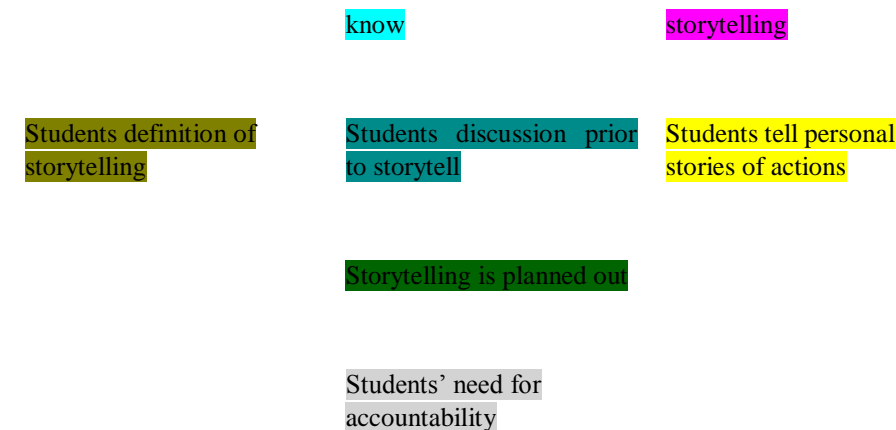 know
storytelling
Students definition of
storytelling
Students discussion prior
to storytell
Students tell personal
stories of actions
Storytelling is planned out
Students’ need for
accountability